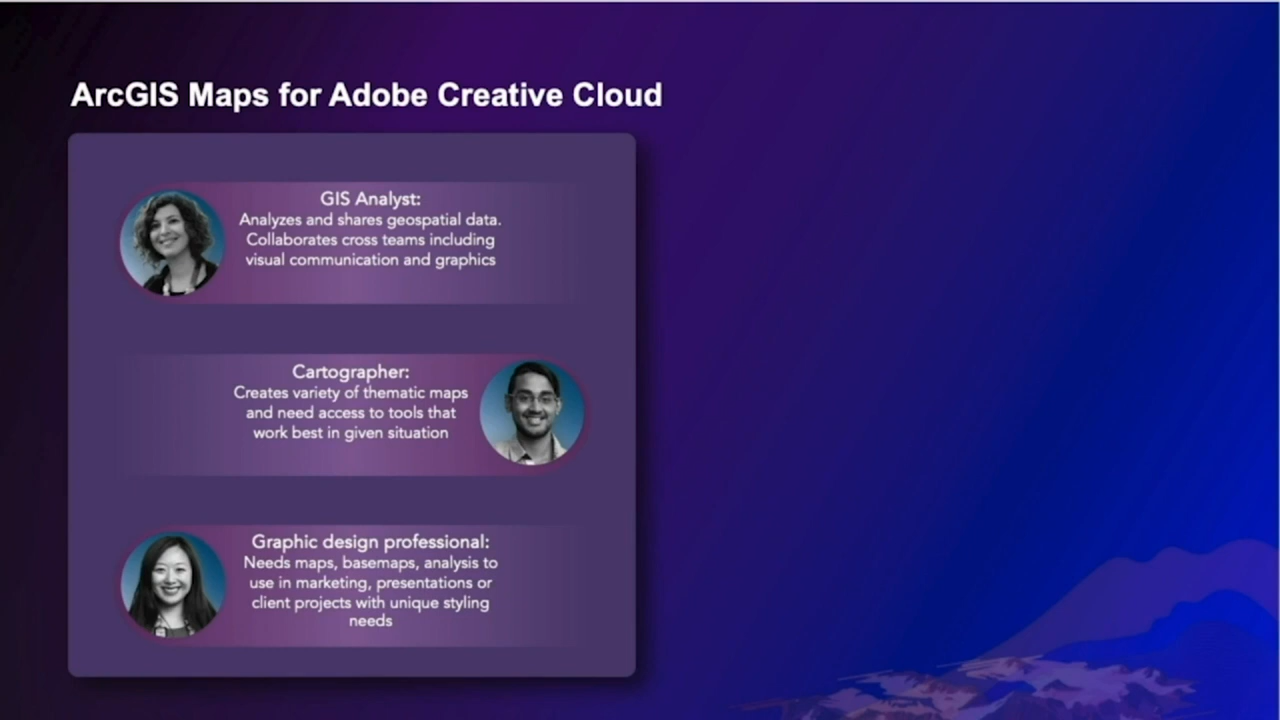 ArcGIS Maps for Adobe Creative Cloud
GIS Analyst:
Analyzes and shares geospatial data.
Collaborates cross teams including
visual communication and graphics
Cartographer:
Creates variety of thematic maps
and need access to tools that
work best in given situation
Graphic design professional:
Needs maps, basemaps, analysis to
use in marketing, presentations or
client projects with unique styling
needs